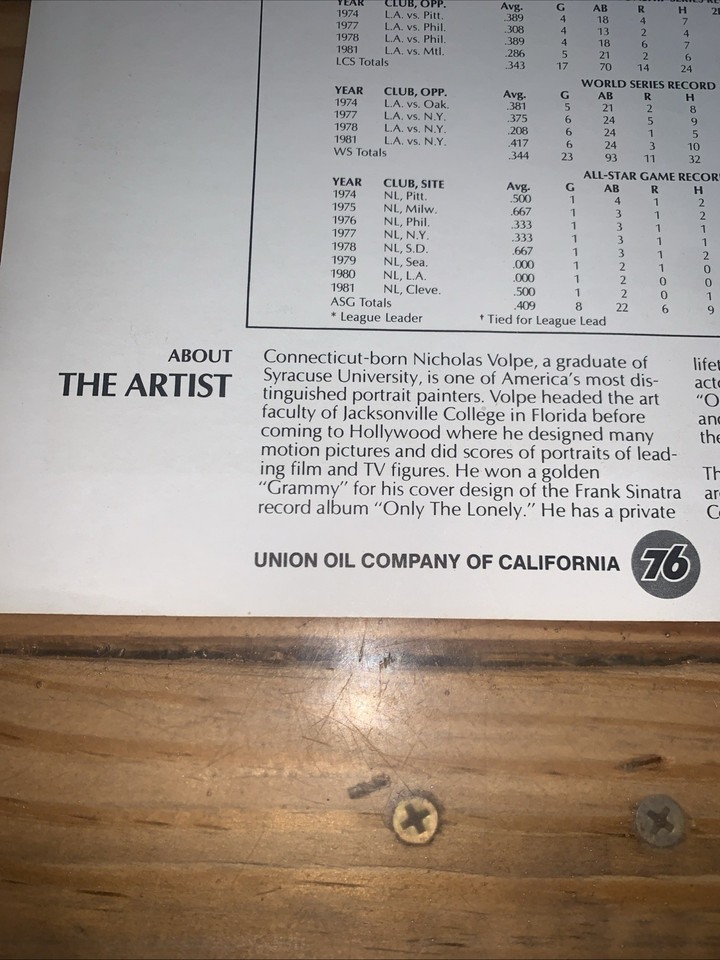 YEAR CLUB, OPP. Avg. G AB R H
1974 L.A. vs. Pitt. .389 4 18 4 7
1977 L.A. vs. Phil. .308 4 13 2 4
1978 L.A. vs. Phil. .389 4 18 6 7
1981 L.A. vs. Mtl. .286 5 21 2 6
LCS Totals .343 17 70 14 24
WORLD SERIES RECORD
YEAR CLUB, OPP. Avg. G AB R H
1974 L.A. vs. Oak. .381 5 21 2 8
1977 L.A. vs. N.Y. .375 6 24 5 9
1978 L.A. vs. N.Y. .208 6 24 1 5
1981 L.A. vs. N.Y. .417 6 24 3 10
WS Totals .344 23 93 11 32
ALL-STAR GAME RECOR
YEAR CLUB, SITE Avg. G AB R H
1974 NL, Pitt. .500 1 4 1 2
1975 NL, Milw. .667 1 3 1 2
1976 NL, Phil. .333 1 3 1 1
1977 NL, N.Y. .333 1 3 1 1
1978 NL, S.D. .667 1 3 1 2
1979 NL, Sea. .000 1 2 1 0
1980 NL, L.A. .000 1 2 0 0
1981 NL, Cleve. .500 1 2 0 1
ASG Totals .409 8 22 6 9
* League Leader † Tied for League Lead
ABOUT
THE ARTIST
Connecticut-born Nicholas Volpe, a graduate of
Syracuse University, is one of America's most dis-
tinguished portrait painters. Volpe headed the art
faculty of Jacksonville College in Florida before
coming to Hollywood where he designed many
motion pictures and did scores of portraits of lead-
ing film and TV figures. He won a golden
"Grammy" for his cover design of the Frank Sinatra
record album "Only The Lonely." He has a private
lifet
acto
"O
and
the
Th
are
UNION OIL COMPANY OF CALIFORNIA 76